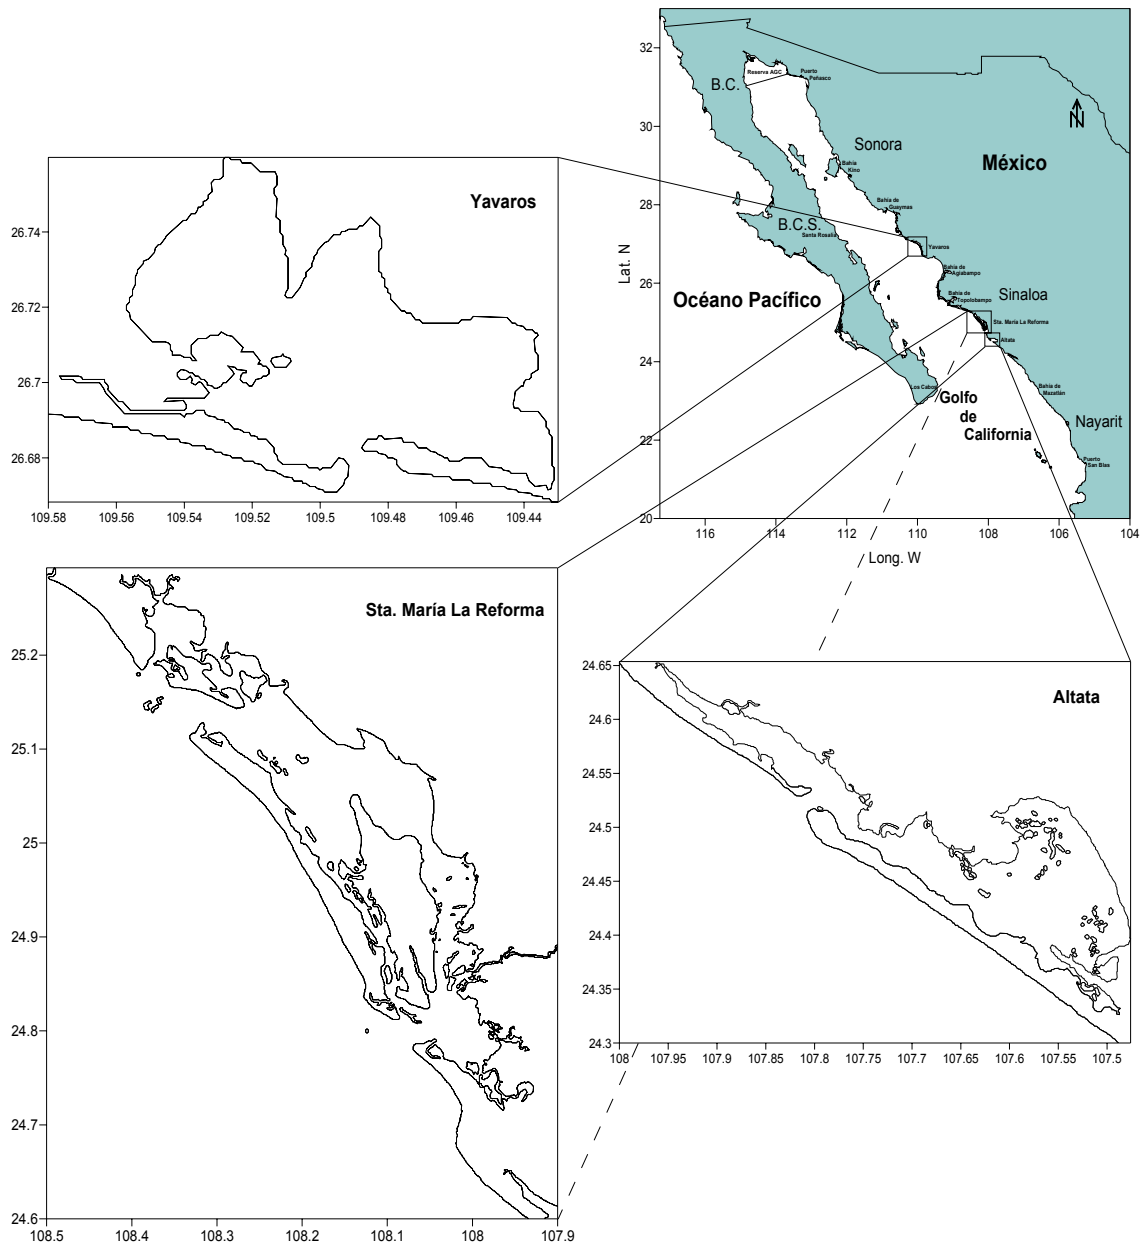 32
30
28
26
24
22
20
Lat. N
116
114
112
110
108
106
104
Long. W
Reserva AGC
Puerto
Peñasco
B.C.
Sonora
México
N
Bahía
Kino
Bahía de
Guaymas
B.C.S.
Santa Rosalía
Yavaros
Bahía de
Agiabampo
Sinaloa
Bahía de
Topolobampo
Océano Pacífico
Sta. María La Reforma
Altata
Los Cabos
Golfo
de
California
Bahía de
Mazatlán
Nayarit
Puerto
San Blas
Yavaros
26.74
26.72
26.7
26.68
109.58
109.56
109.54
109.52
109.5
109.48
109.46
109.44
Sta. María La Reforma
25.2
25.1
25
24.9
24.8
24.7
24.6
108.5
108.4
108.3
108.2
108.1
108
107.9
Altata
24.65
24.6
24.55
24.5
24.45
24.4
24.35
24.3
108
107.95
107.9
107.85
107.8
107.75
107.7
107.65
107.6
107.55
107.5